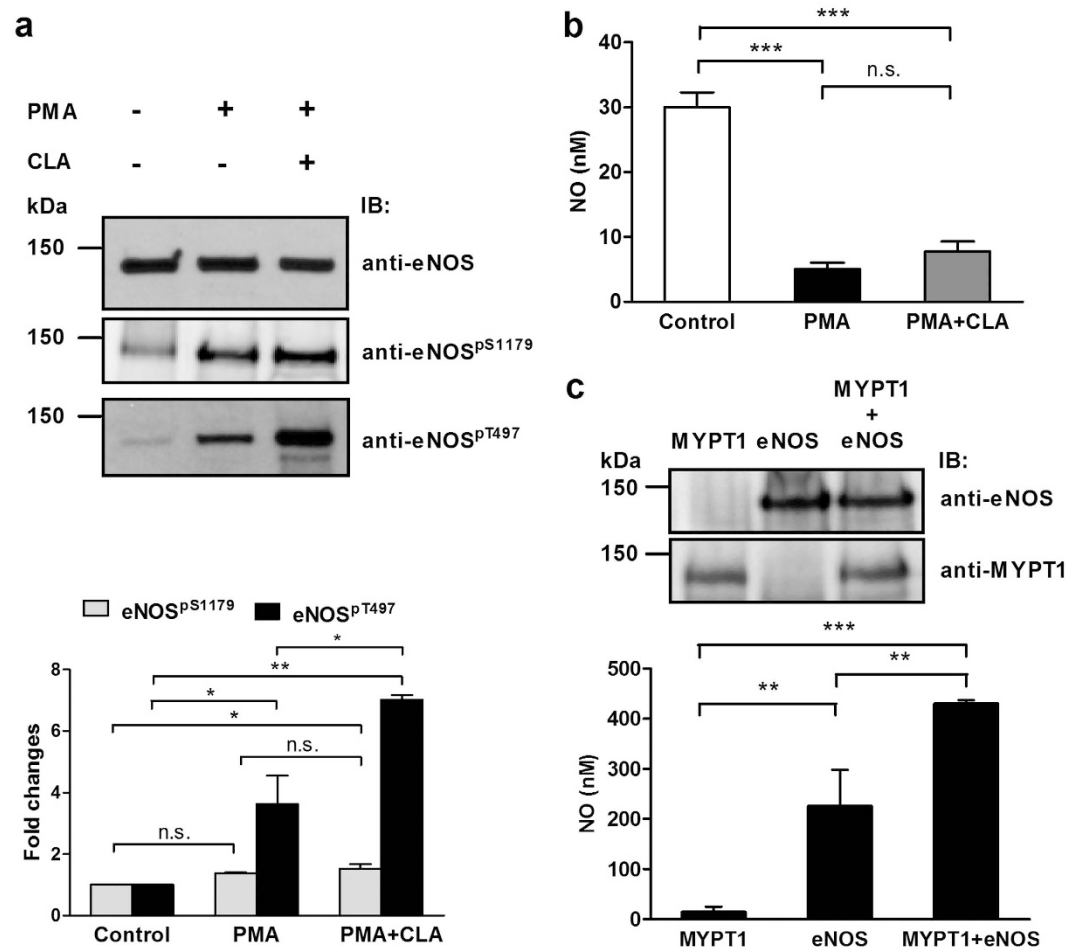 a
PMA - + +
CLA - - +
kDa IB:
150 anti-eNOS
150 anti-eNOSpS1179
150 anti-eNOSpT497
eNOSpS1179 eNOSpT497
*
**
*
*
n.s.
n.s.
Fold changes
8
6
4
2
0
Control PMA PMA+CLA
b
***
***
n.s.
NO (nM)
40
30
20
10
0
Control PMA PMA+CLA
c
MYPT1 eNOS MYPT1
+
eNOS
kDa IB:
150 anti-eNOS
150 anti-MYPT1
***
**
**
NO (nM)
500
400
300
200
100
0
MYPT1 eNOS MYPT1+eNOS